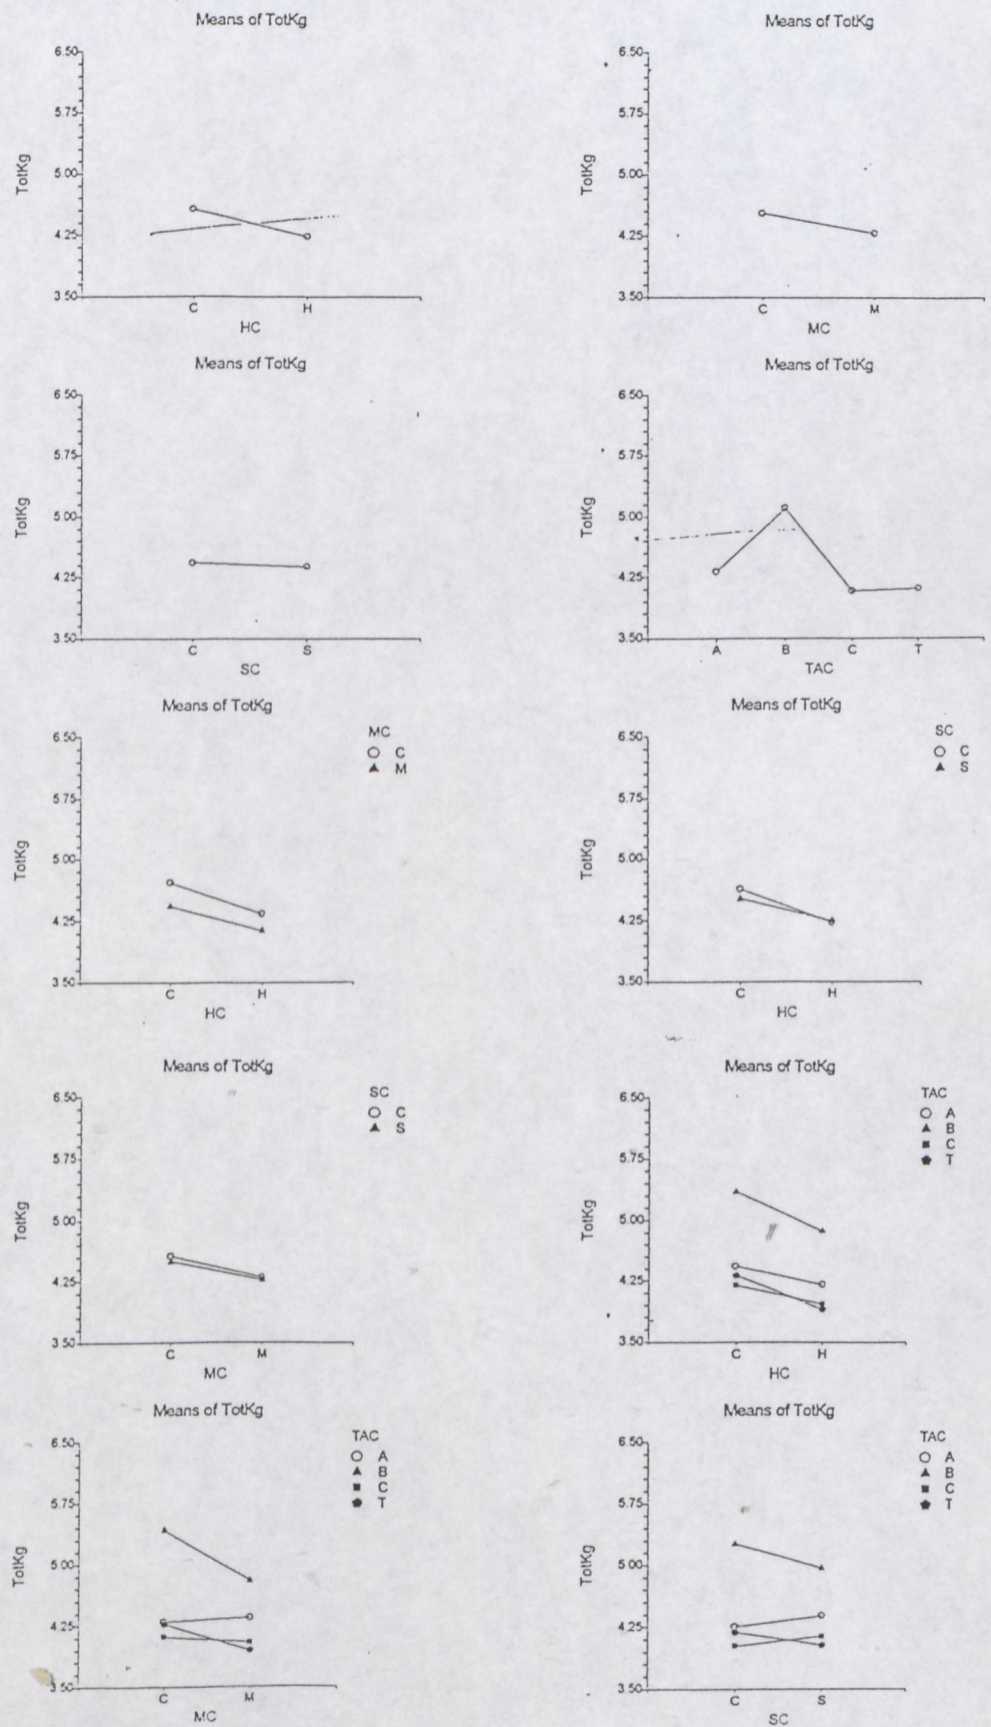 Means of TotKg
6.50
5.75
5.00
4.25
3.50
TotKg
C H
HC
Means of TotKg
6.50
5.75
5.00
4.25
3.50
TotKg
C M
MC
Means of TotKg
6.50
5.75
5.00
4.25
3.50
TotKg
C S
SC
Means of TotKg
6.50
5.75
5.00
4.25
3.50
TotKg
A B C T
TAC
Means of TotKg
MC
C
M
6.50
5.75
5.00
4.25
3.50
TotKg
C H
HC
Means of TotKg
SC
C
S
6.50
5.75
5.00
4.25
3.50
TotKg
C H
HC
Means of TotKg
SC
C
S
6.50
5.75
5.00
4.25
3.50
TotKg
C M
MC
Means of TotKg
TAC
A
B
C
T
6.50
5.75
5.00
4.25
3.50
TotKg
C H
HC
Means of TotKg
TAC
A
B
C
T
6.50
5.75
5.00
4.25
3.50
TotKg
C M
MC
Means of TotKg
TAC
A
B
C
T
6.50
5.75
5.00
4.25
3.50
TotKg
C S
SC